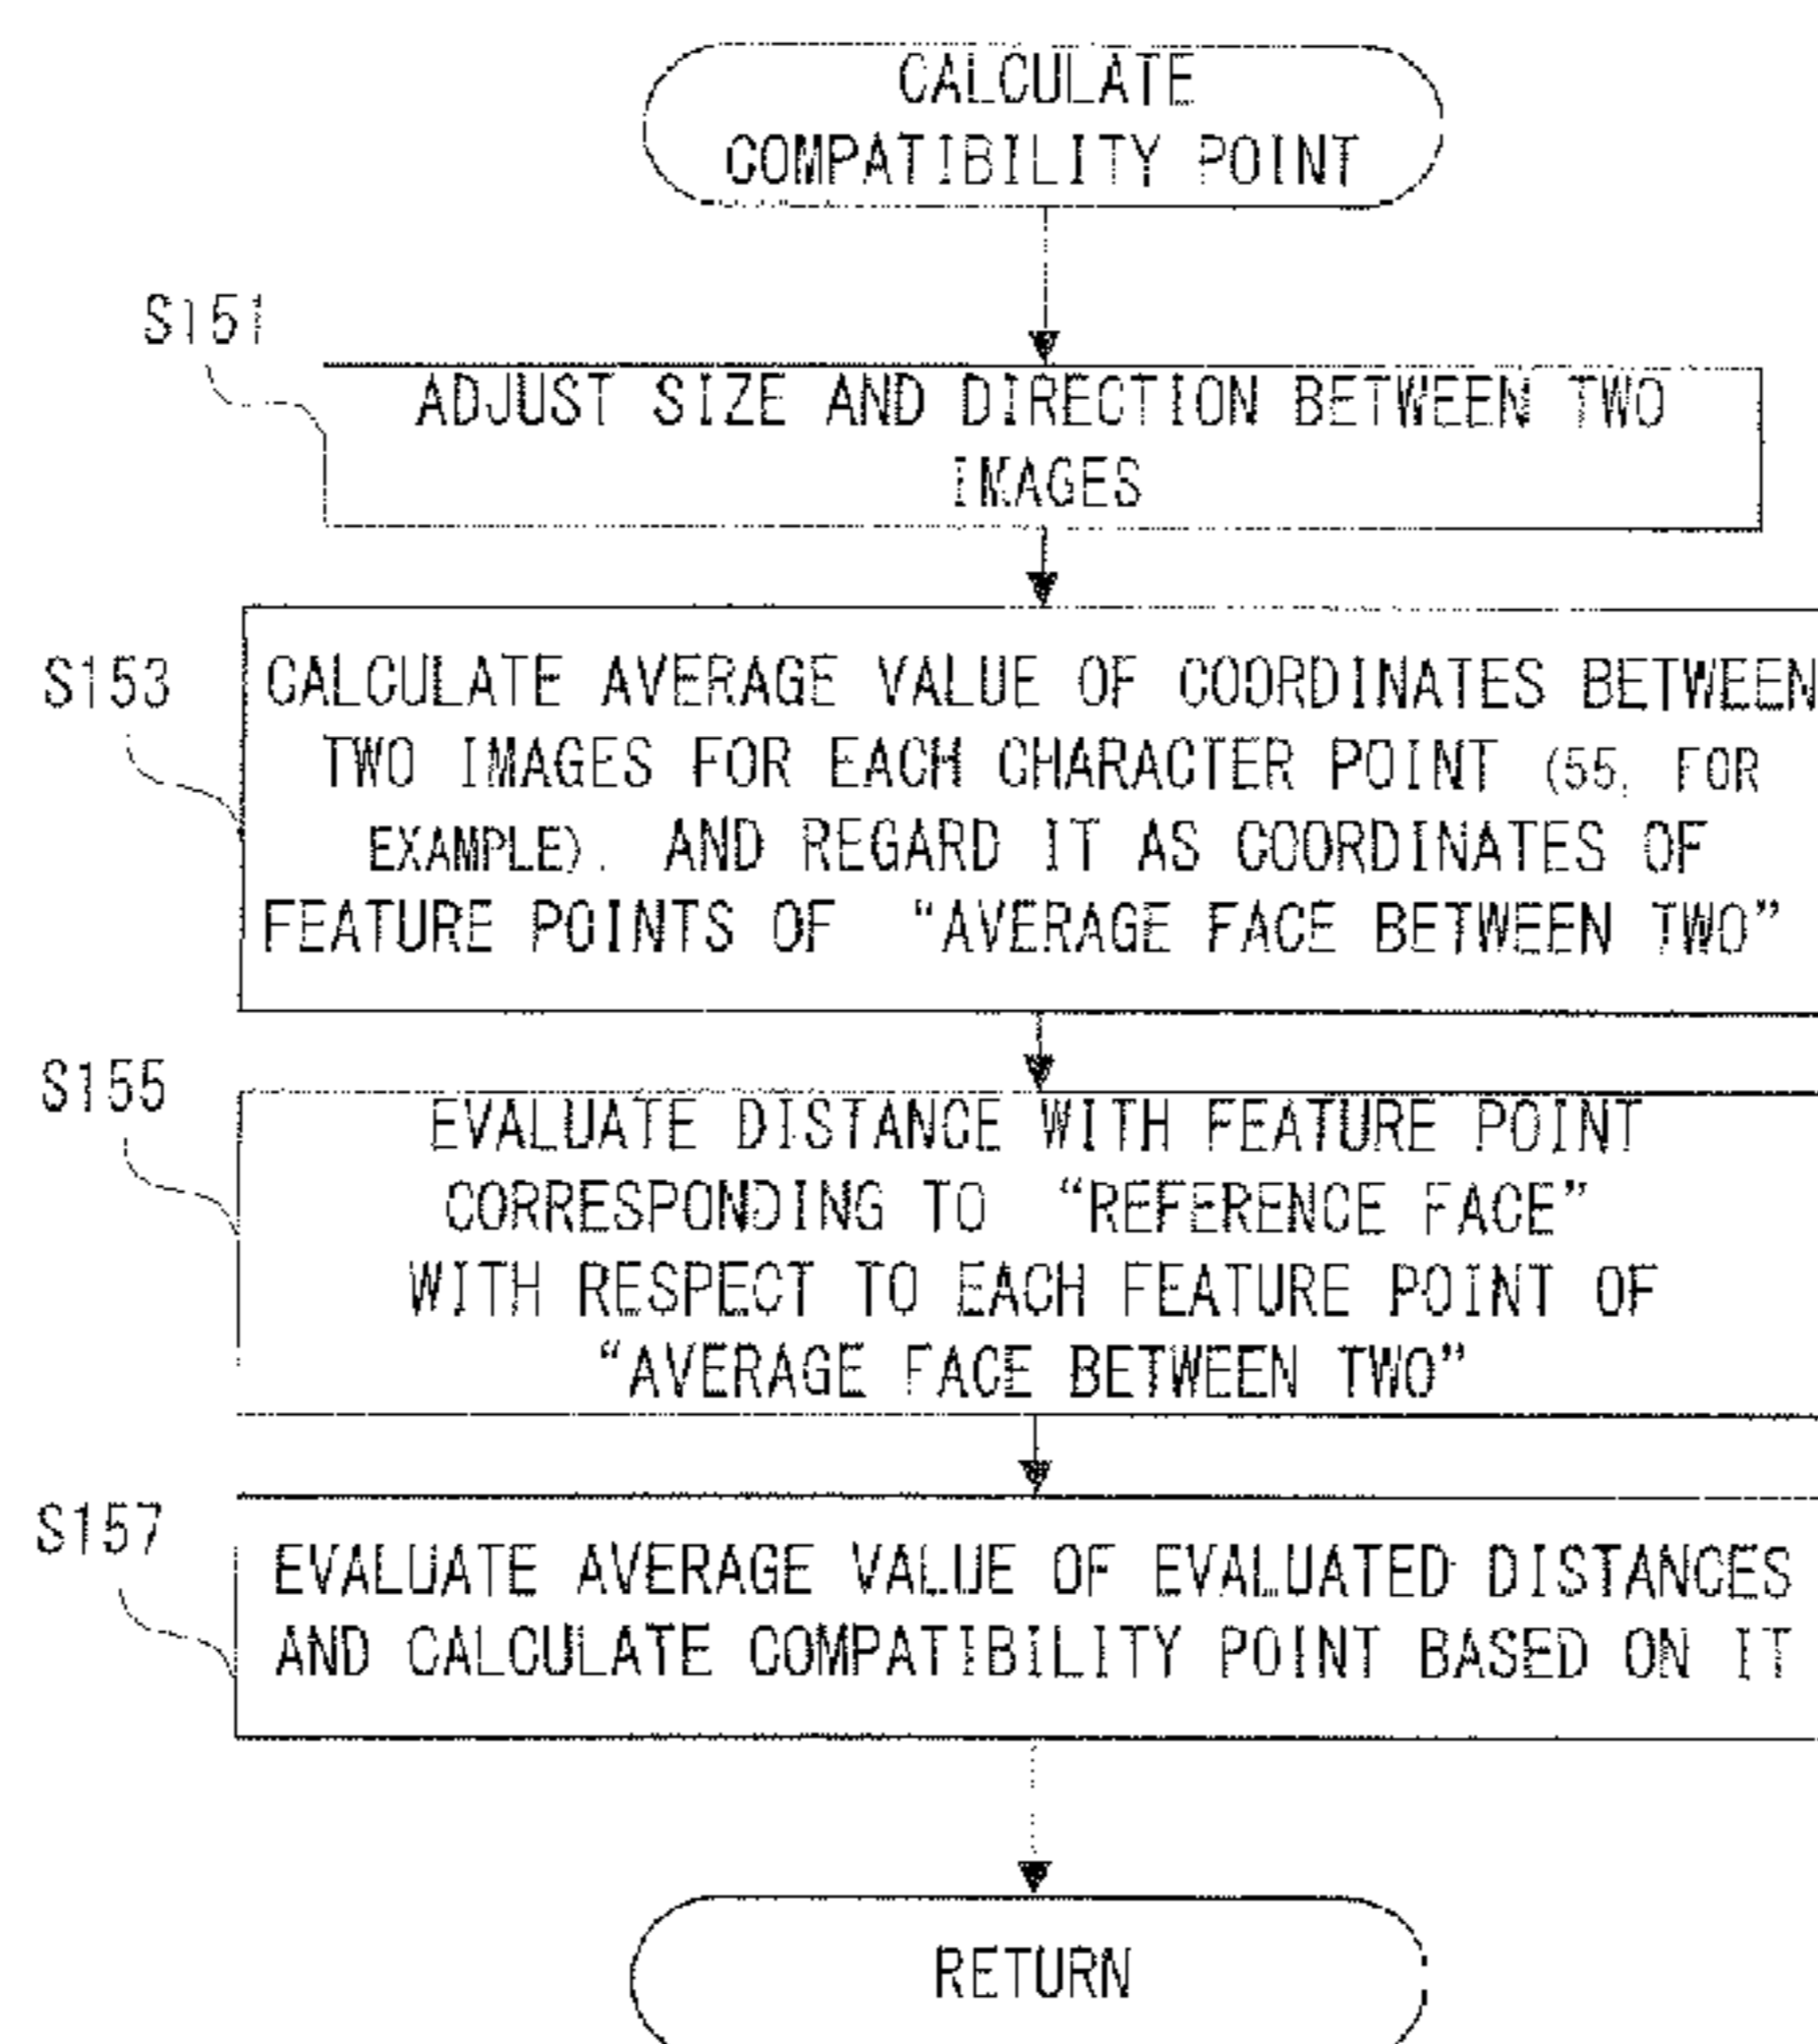 CALCULATE
COMPATIBILITY POINT
S151
ADJUST SIZE AND DIRECTION BETWEEN TWO
IMAGES
S153
CALCULATE AVERAGE VALUE OF COORDINATES BETWEEN
TWO IMAGES FOR EACH CHARACTER POINT (55, FOR
EXAMPLE), AND REGARD IT AS COORDINATES OF
FEATURE POINTS OF “AVERAGE FACE BETWEEN TWO”
S155
EVALUATE DISTANCE WITH FEATURE POINT
CORRESPONDING TO “REFERENCE FACE”
WITH RESPECT TO EACH FEATURE POINT OF
“AVERAGE FACE BETWEEN TWO”
S157
EVALUATE AVERAGE VALUE OF EVALUATED DISTANCES
AND CALCULATE COMPATIBILITY POINT BASED ON IT
RETURN